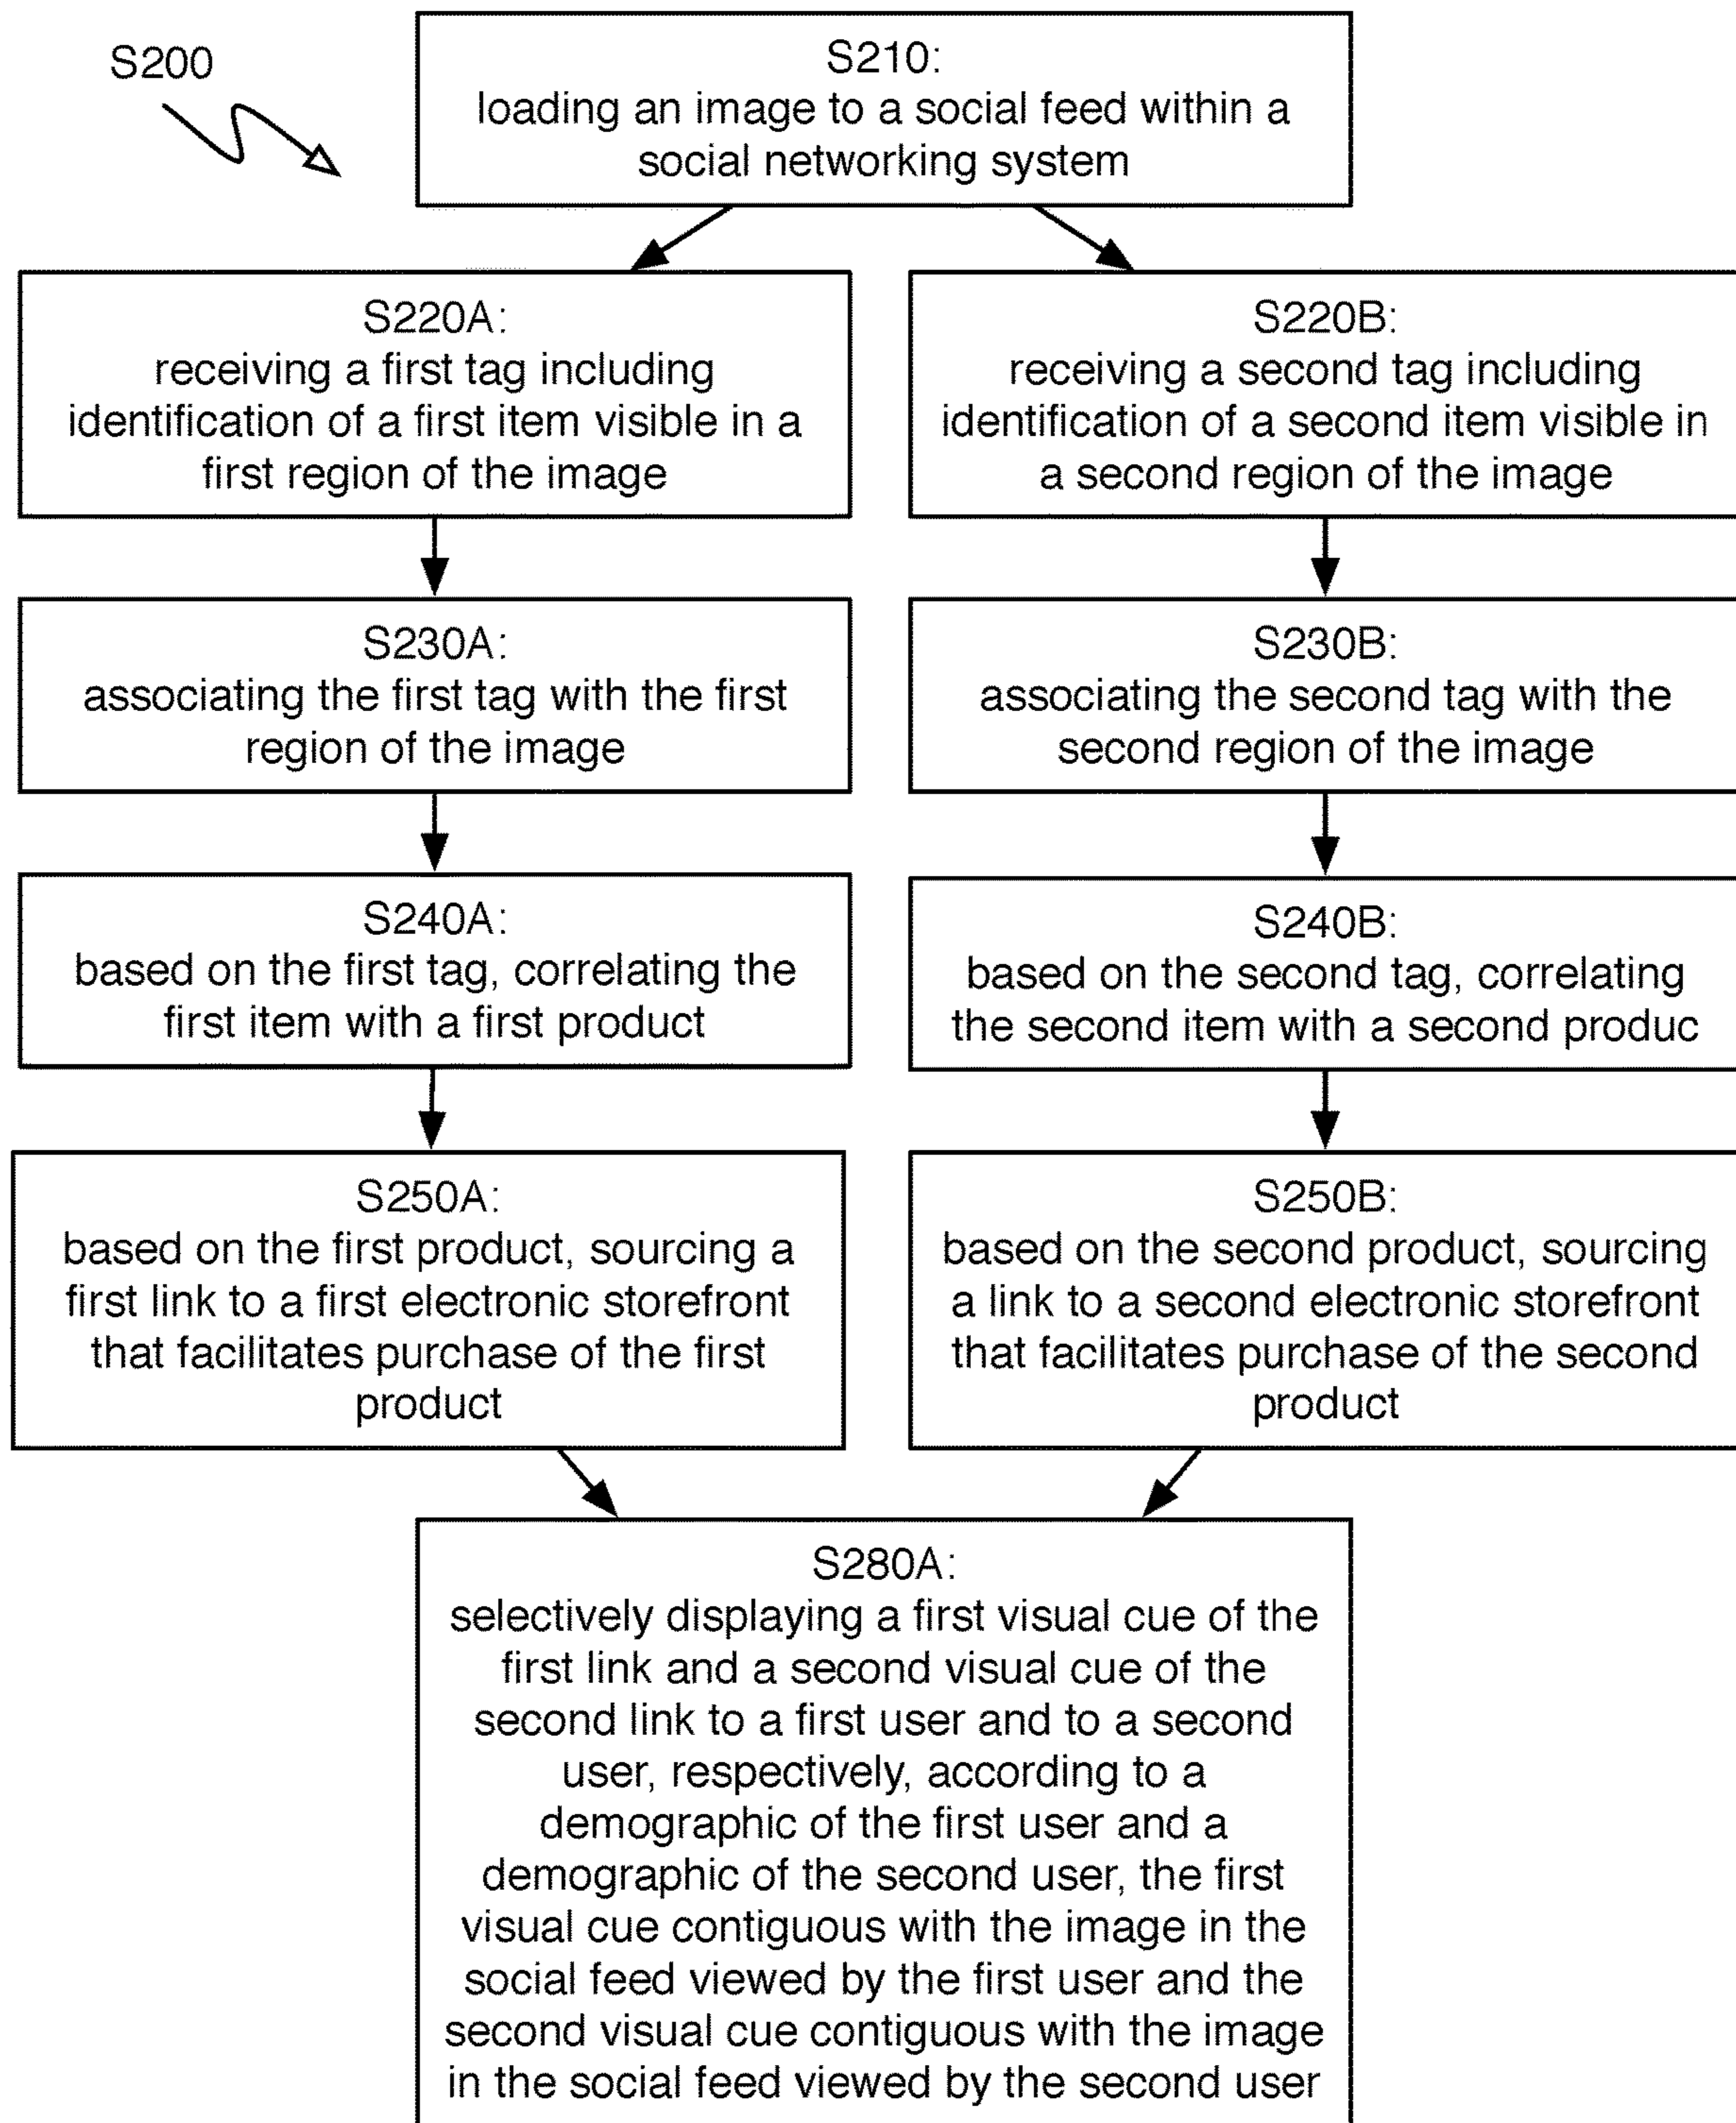 S200
S210:
loading an image to a social feed within a
social networking system
S220A:
receiving a first tag including
identification of a first item visible in a
first region of the image
S220B:
receiving a second tag including
identification of a second item visible in
a second region of the image
S230A:
associating the first tag with the first
region of the image
S230B:
associating the second tag with the
second region of the image
S240A:
based on the first tag, correlating the
first item with a first product
S240B:
based on the second tag, correlating
the second item with a second produc
S250A:
based on the first product, sourcing a
first link to a first electronic storefront
that facilitates purchase of the first
product
S250B:
based on the second product, sourcing
a link to a second electronic storefront
that facilitates purchase of the second
product
S280A:
selectively displaying a first visual cue of the
first link and a second visual cue of the
second link to a first user and to a second
user, respectively, according to a
demographic of the first user and a
demographic of the second user, the first
visual cue contiguous with the image in the
social feed viewed by the first user and the
second visual cue contiguous with the image
in the social feed viewed by the second user